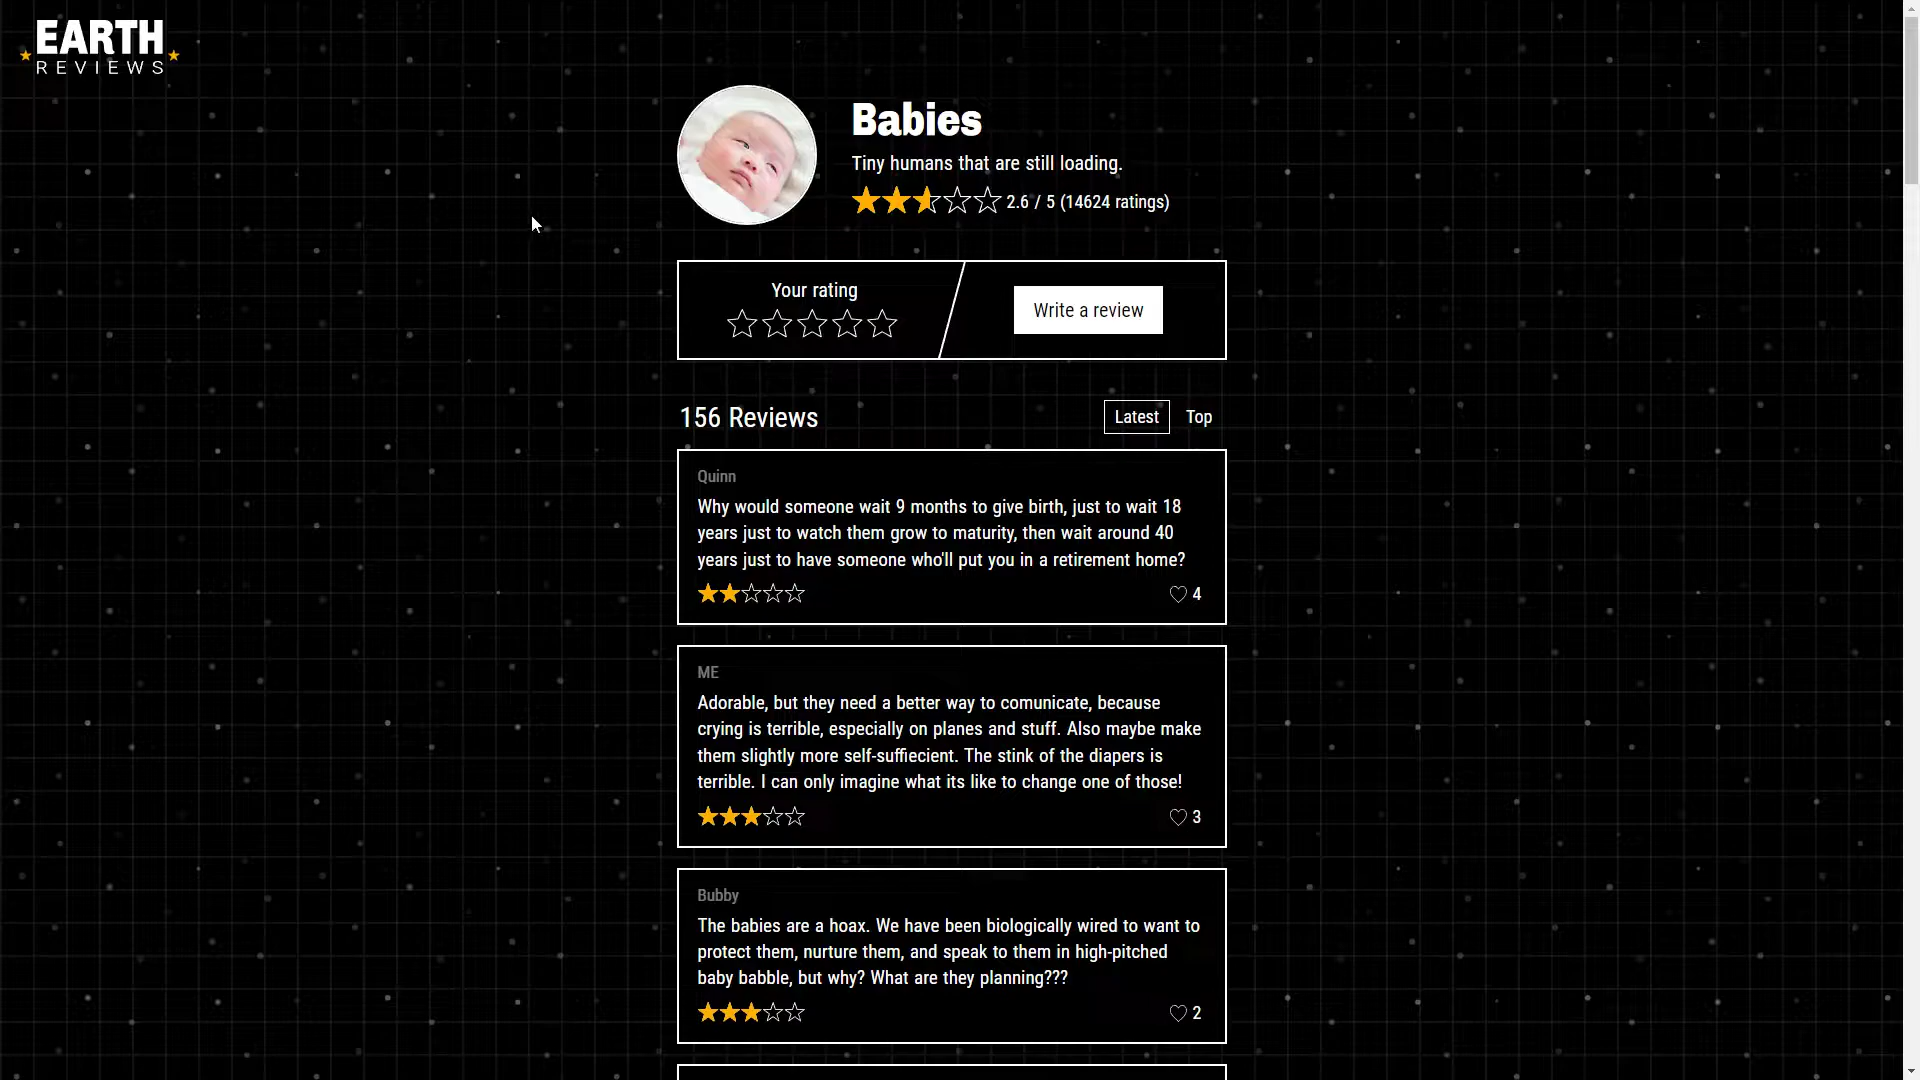 EARTH
REVIEWS
Babies
Tiny humans that are still loading.
2.6 / 5 (14624 ratings)
Your rating
Write a review
156 Reviews
Latest
Top
Quinn
Why would someone wait 9 months to give birth, just to wait 18
years just to watch them grow to maturity, then wait around 40
years just to have someone who'll put you in a retirement home?
4
ME
Adorable, but they need a better way to comunicate, because
crying is terrible, especially on planes and stuff. Also maybe make
them slightly more self-suffiecient. The stink of the diapers is
terrible. I can only imagine what its like to change one of those!
3
Bubby
The babies are a hoax. We have been biologically wired to want to
protect them, nurture them, and speak to them in high-pitched
baby babble, but why? What are they planning???
2